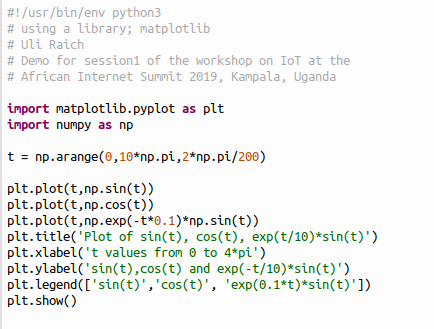 #!/usr/bin/env python3
# using a library; matplotlib
# Uli Raich
# Demo for session1 of the workshop on IoT at the
# African Internet Summit 2019, Kampala, Uganda
import matplotlib.pyplot as plt
import numpy as np
t = np.arange(0,10*np.pi,2*np.pi/200)
plt.plot(t,np.sin(t))
plt.plot(t,np.cos(t))
plt.plot(t,np.exp(-t*0.1)*np.sin(t))
plt.title('Plot of sin(t), cos(t), exp(t/10)*sin(t)')
plt.xlabel('t values from 0 to 4*pi')
plt.ylabel('sin(t),cos(t) and exp(-t/10)*sin(t)')
plt.legend(['sin(t)','cos(t)', 'exp(0.1*t)*sin(t)'])
plt.show()